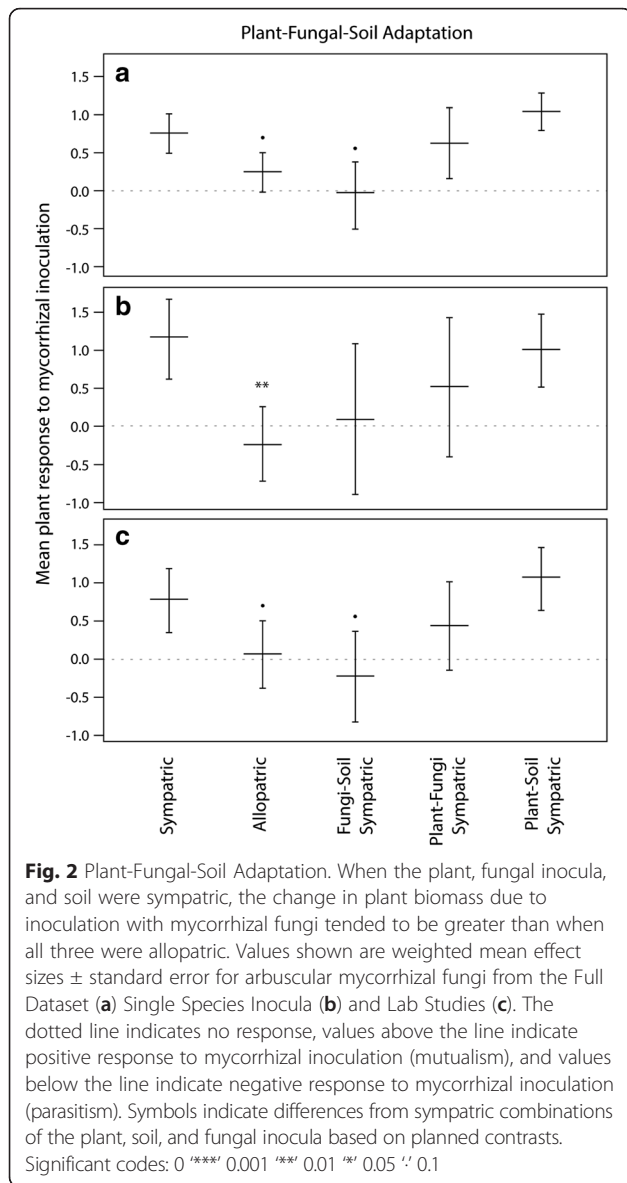 Plant-Fungal-Soil Adaptation
a
1.5
1.0
0.5
0.0
-0.5
-1.0
b
1.5
1.0
0.5
0.0
-0.5
-1.0
**
c
1.5
1.0
0.5
0.0
-0.5
-1.0
Mean plant response to mycorrhizal inoculation
Sympatric
Allopatric
Fungi-Soil
Sympatric
Plant-Fungi
Sympatric
Plant-Soil
Sympatric
Fig. 2 Plant-Fungal-Soil Adaptation. When the plant, fungal inocula,
and soil were sympatric, the change in plant biomass due to
inoculation with mycorrhizal fungi tended to be greater than when
all three were allopatric. Values shown are weighted mean effect
sizes ± standard error for arbuscular mycorrhizal fungi from the Full
Dataset (a) Single Species Inocula (b) and Lab Studies (c). The
dotted line indicates no response, values above the line indicate
positive response to mycorrhizal inoculation (mutualism), and values
below the line indicate negative response to mycorrhizal inoculation
(parasitism). Symbols indicate differences from sympatric combinations
of the plant, soil, and fungal inocula based on planned contrasts.
Significant codes: 0 ‘***’ 0.001 ‘**’ 0.01 ‘*’ 0.05 ‘·’ 0.1